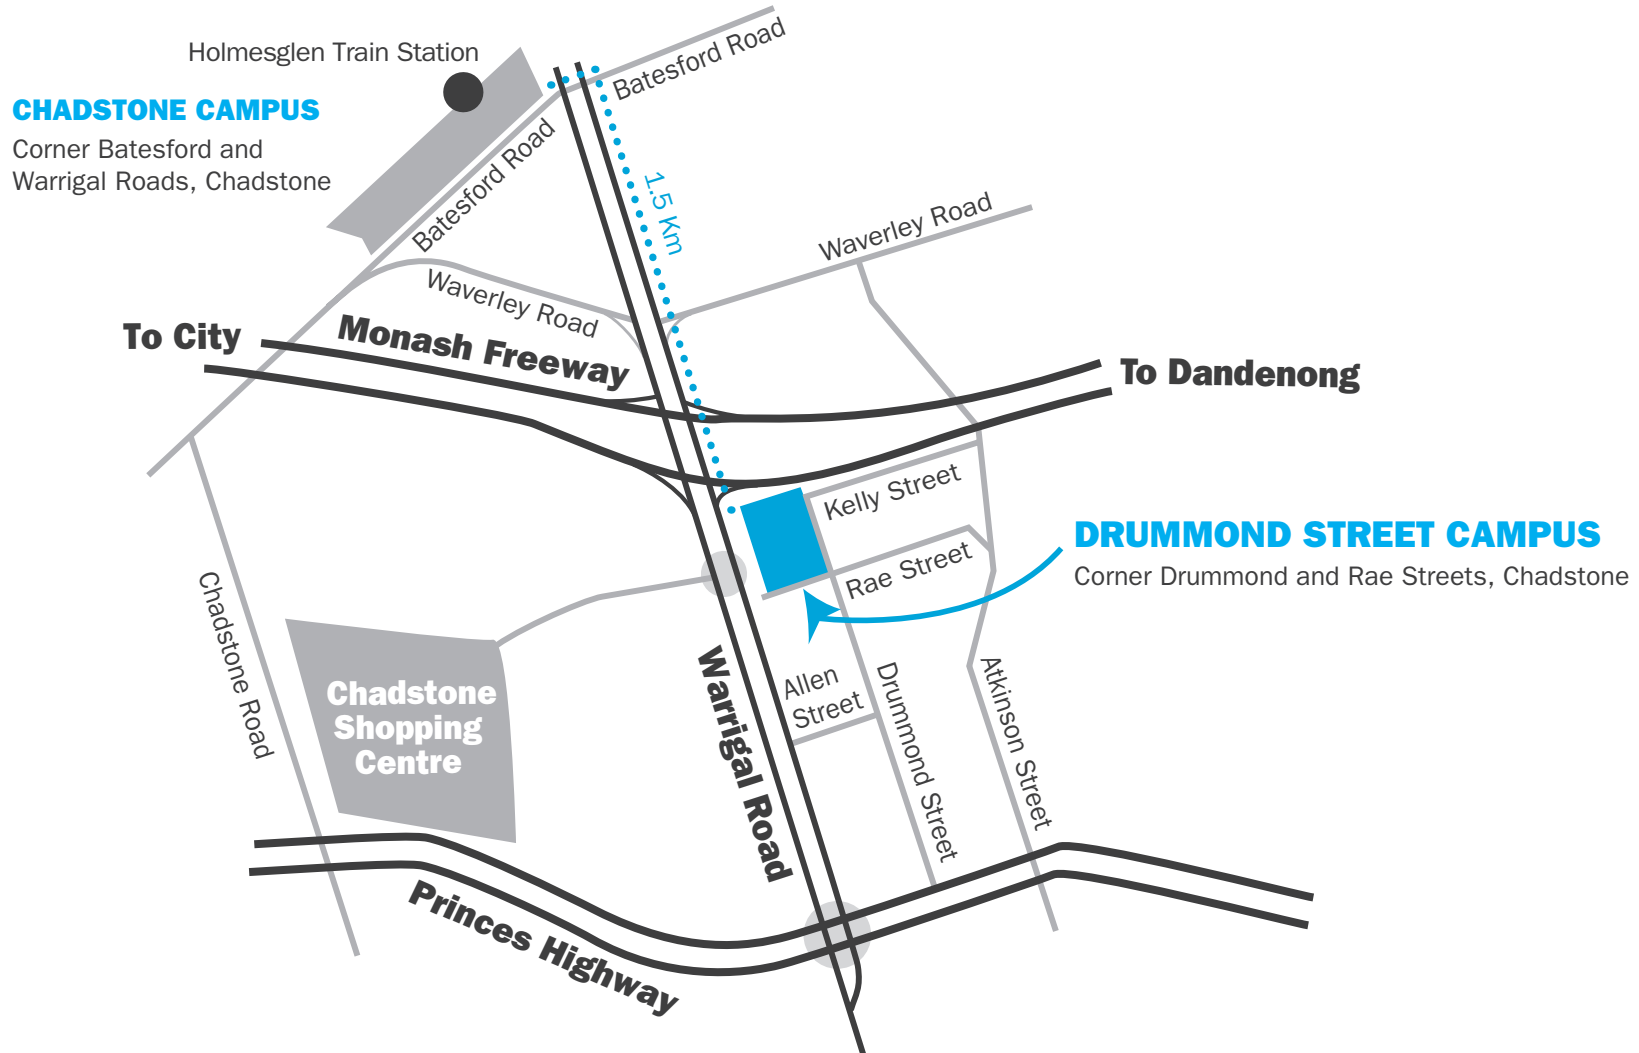 Holmesglen Train Station
CHADSTONE CAMPUS
Corner Batesford and
Warrigal Roads, Chadstone
Batesford Road
Batesford Road
1.5 Km
Waverley Road
Waverley Road
To City
Monash Freeway
To Dandenong
Kelly Street
DRUMMOND STREET CAMPUS
Corner Drummond and Rae Streets, Chadstone
Rae Street
Chadstone Road
Chadstone
Shopping
Centre
Warrigal Road
Allen
Street
Drummond Street
Atkinson Street
Princes Highway